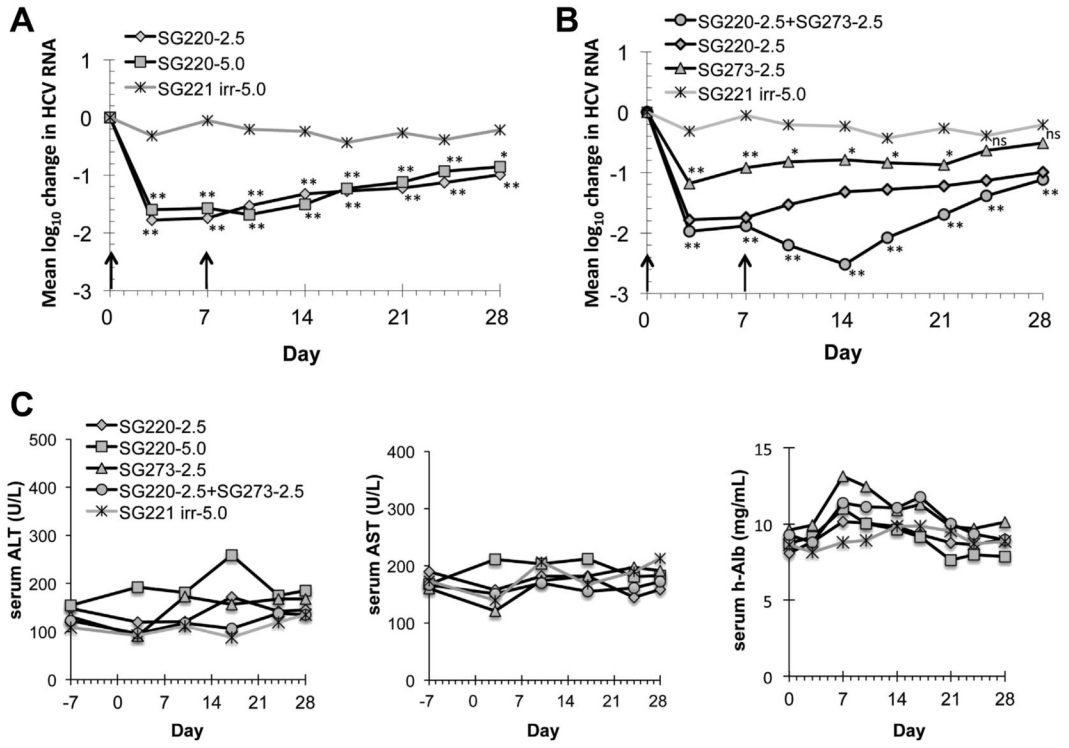 A
SG220-2.5
SG220-5.0
SG221 irr-5.0
Mean log10 change in HCV RNA
1
0
-1
-2
-3
** ** ** ** ** ** ** *
** ** ** ** ** ** ** **
0 7 14 21 28
Day
B
SG220-2.5+SG273-2.5
SG220-2.5
SG273-2.5
SG221 irr-5.0
Mean log10 change in HCV RNA
1
0
-1
-2
-3
** ** * * * * ns ns
** ** ** ** ** ** ** **
0 7 14 21 28
Day
C
SG220-2.5
SG220-5.0
SG273-2.5
SG220-2.5+SG273-2.5
SG221 irr-5.0
serum ALT (U/L)
500
400
300
200
100
0
-7 0 7 14 21 28
Day
serum AST (U/L)
400
300
200
100
0
-7 0 7 14 21 28
Day
serum h-Alb (mg/mL)
15
10
5
0
0 7 14 21 28
Day